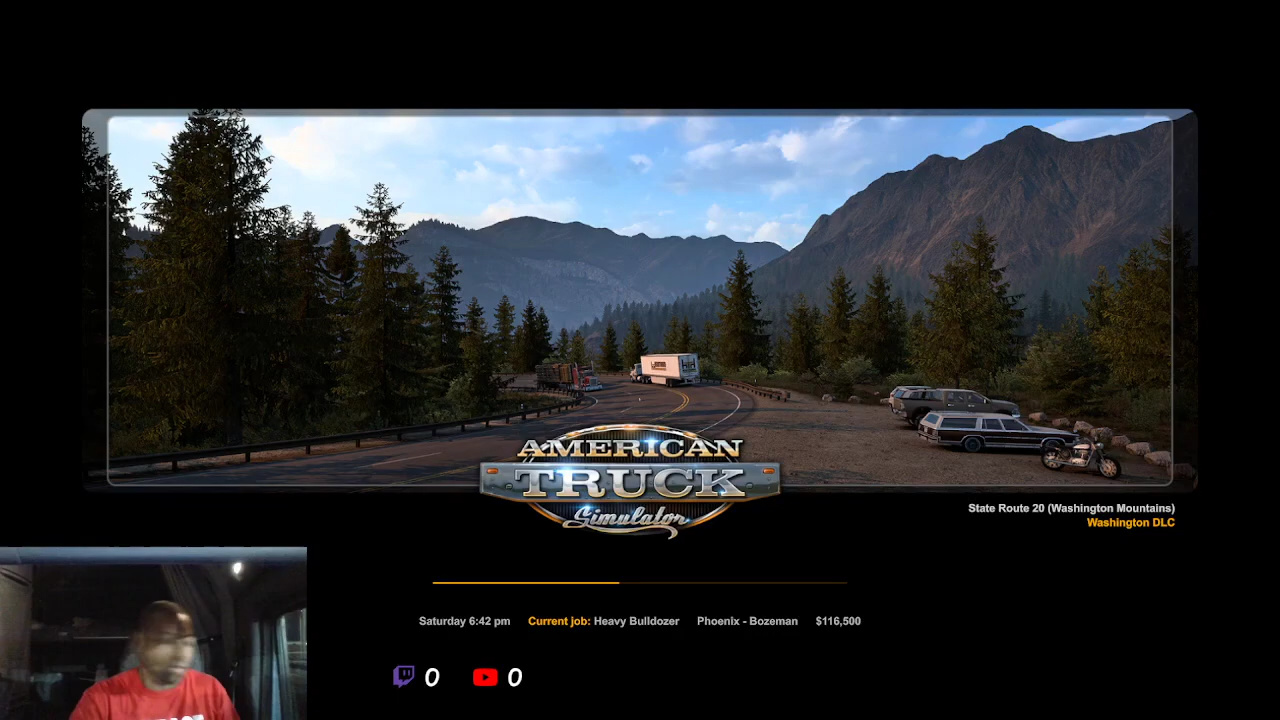 AMERICAN
TRUCK
Simulator
State Route 20 (Washington Mountains)
Washington DLC
Saturday 6:42 pm Current job: Heavy Bulldozer Phoenix - Bozeman $116,500
0 0